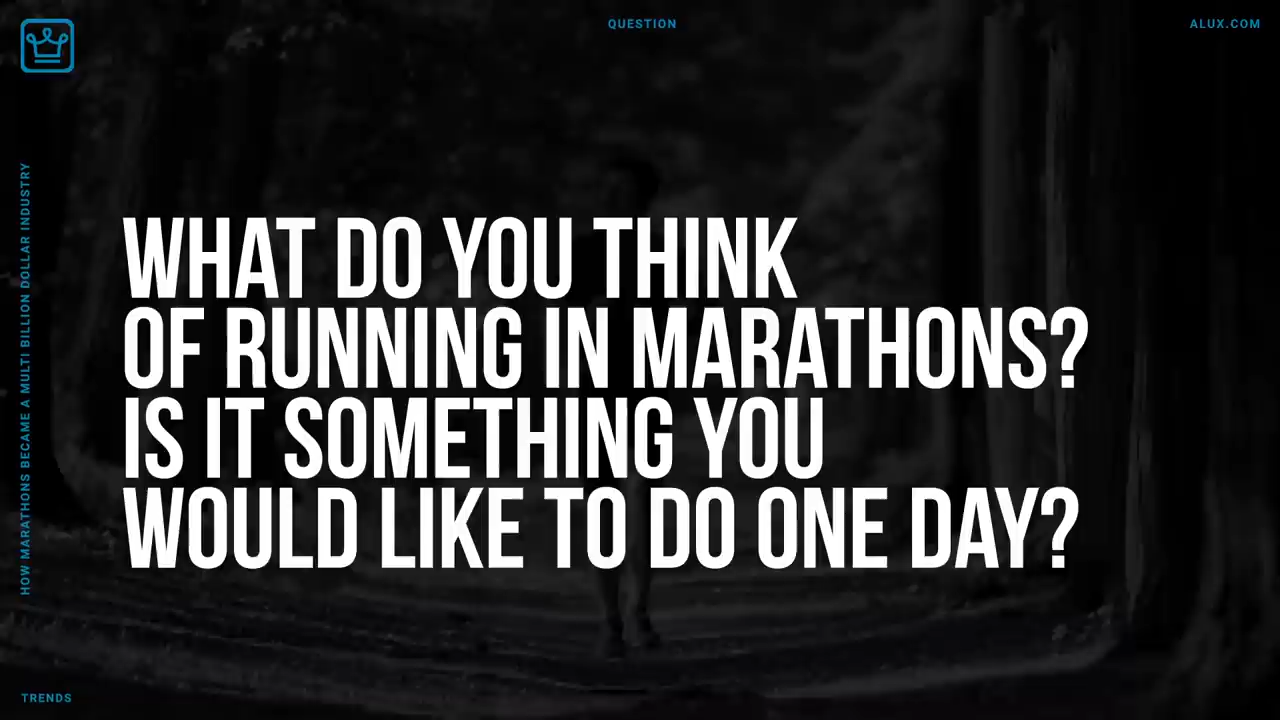 QUESTION
ALUX.COM
HOW MARATHONS BECAME A MULTI BILLION DOLLAR INDUSTRY
WHAT DO YOU THINK
OF RUNNING IN MARATHONS?
IS IT SOMETHING YOU
WOULD LIKE TO DO ONE DAY?
TRENDS